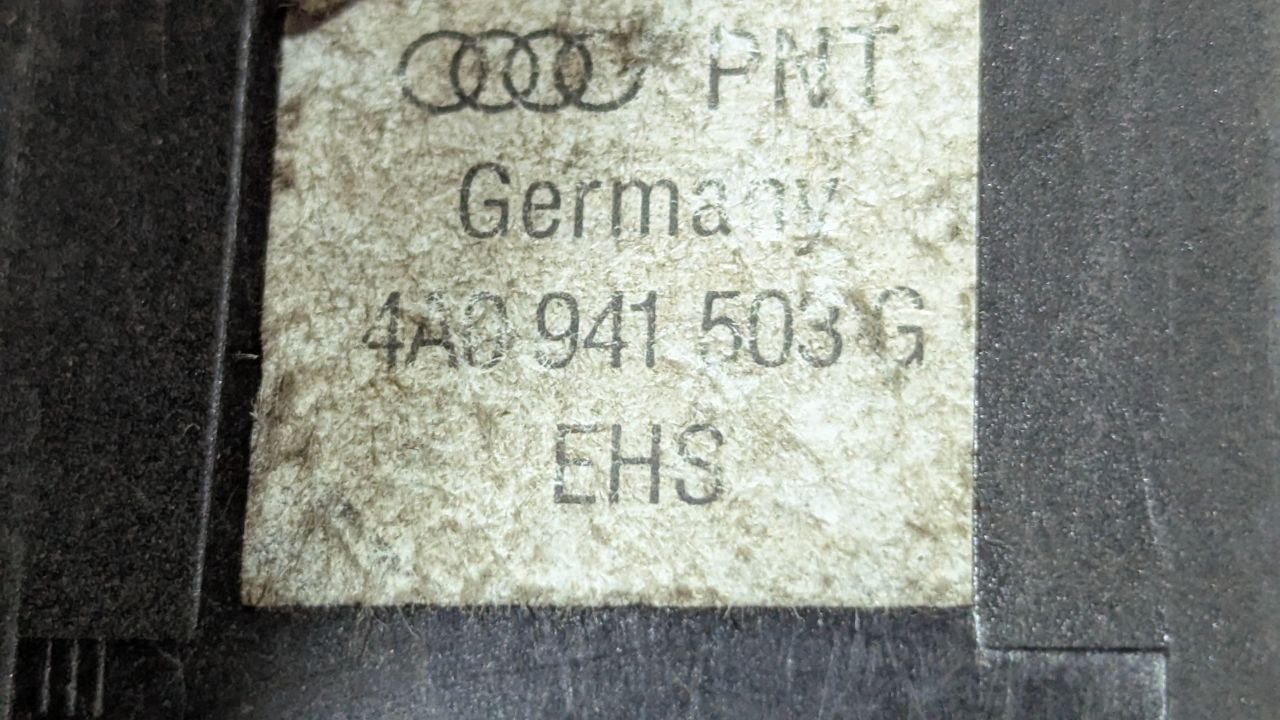 PNT
Germany
4A0 941 503 G
EHS